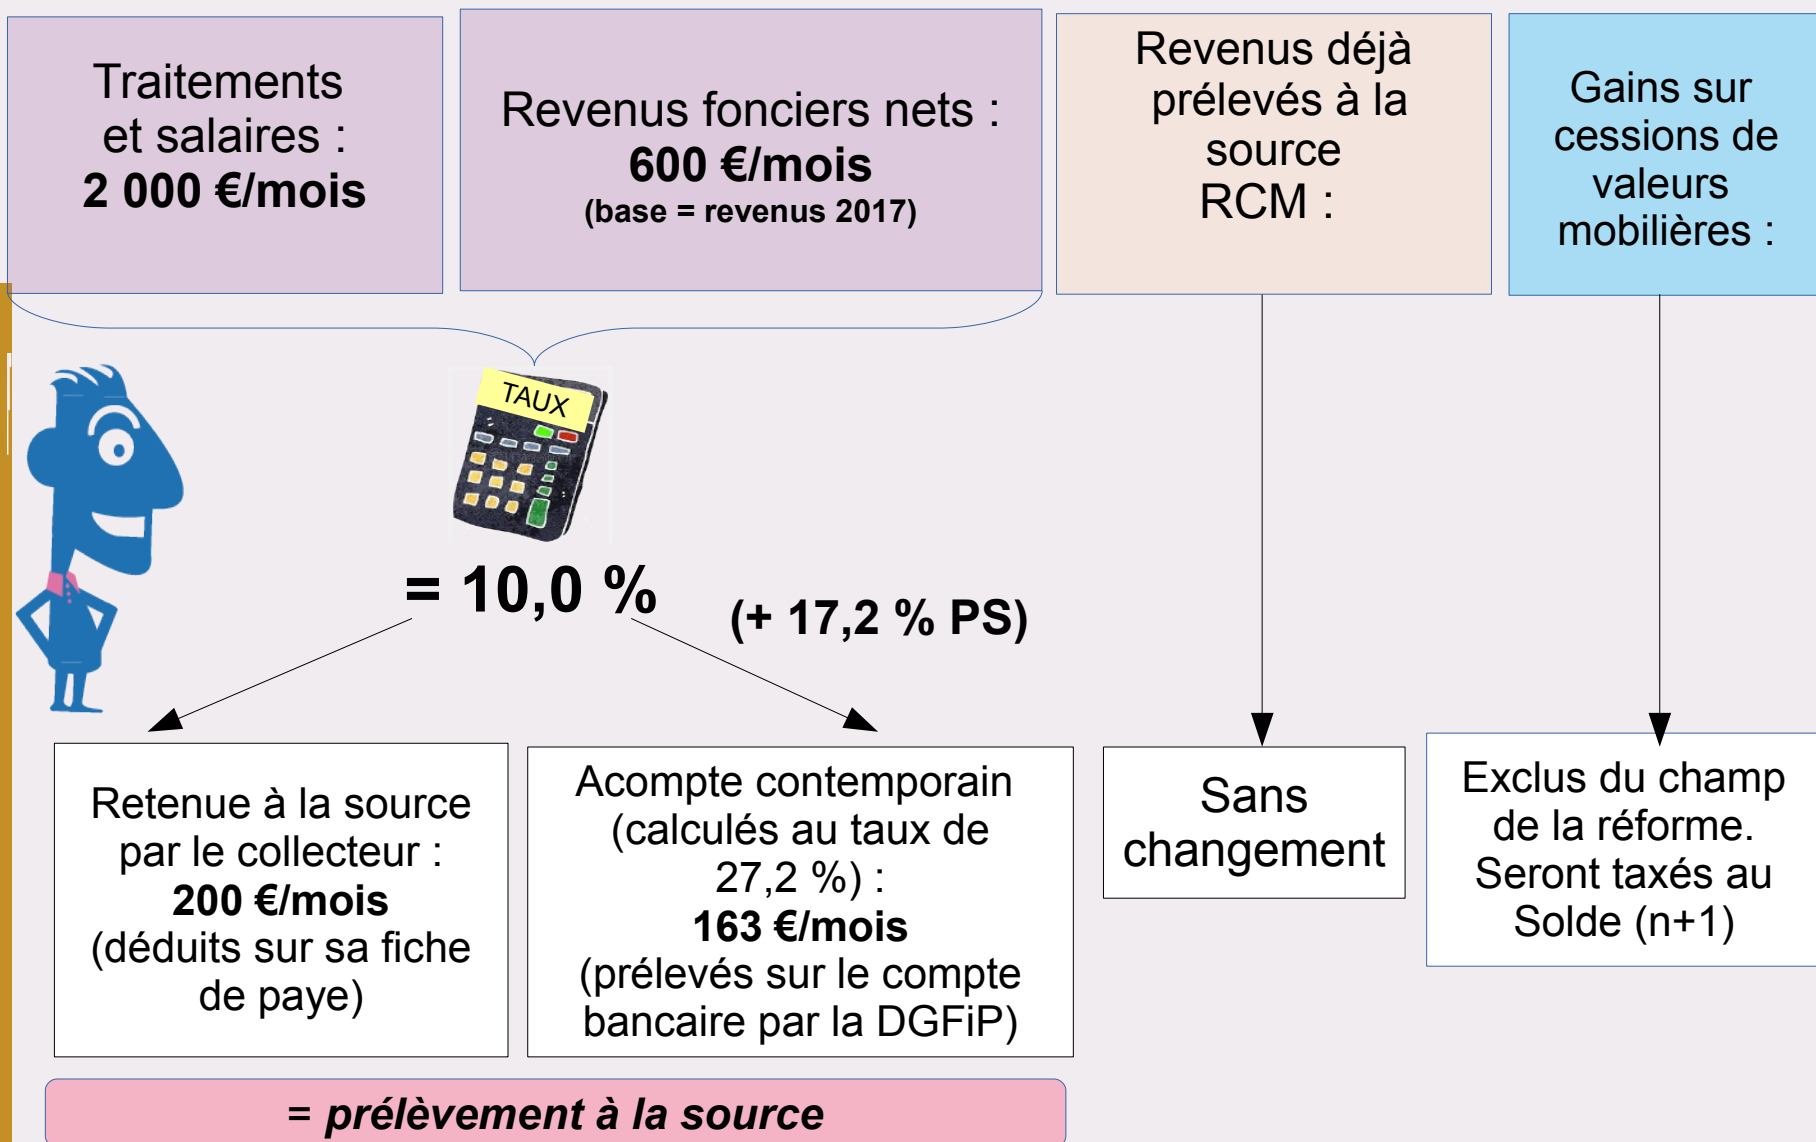 Traitements
et salaires :
2 000 €/mois
Revenus fonciers nets :
600 €/mois
(base = revenus 2017)
Revenus déjà
prélevés à la
source
RCM :
Gains sur
cessions de
valeurs
mobilières :
TAUX
= 10,0 %
(+ 17,2 % PS)
Retenue à la source
par le collecteur :
200 €/mois
(déduits sur sa fiche
de paye)
Acompte contemporain
(calculés au taux de
27,2 %) :
163 €/mois
(prélevés sur le compte
bancaire par la DGFiP)
Sans
changement
Exclus du champ
de la réforme.
Seront taxés au
Solde (n+1)
= prélèvement à la source